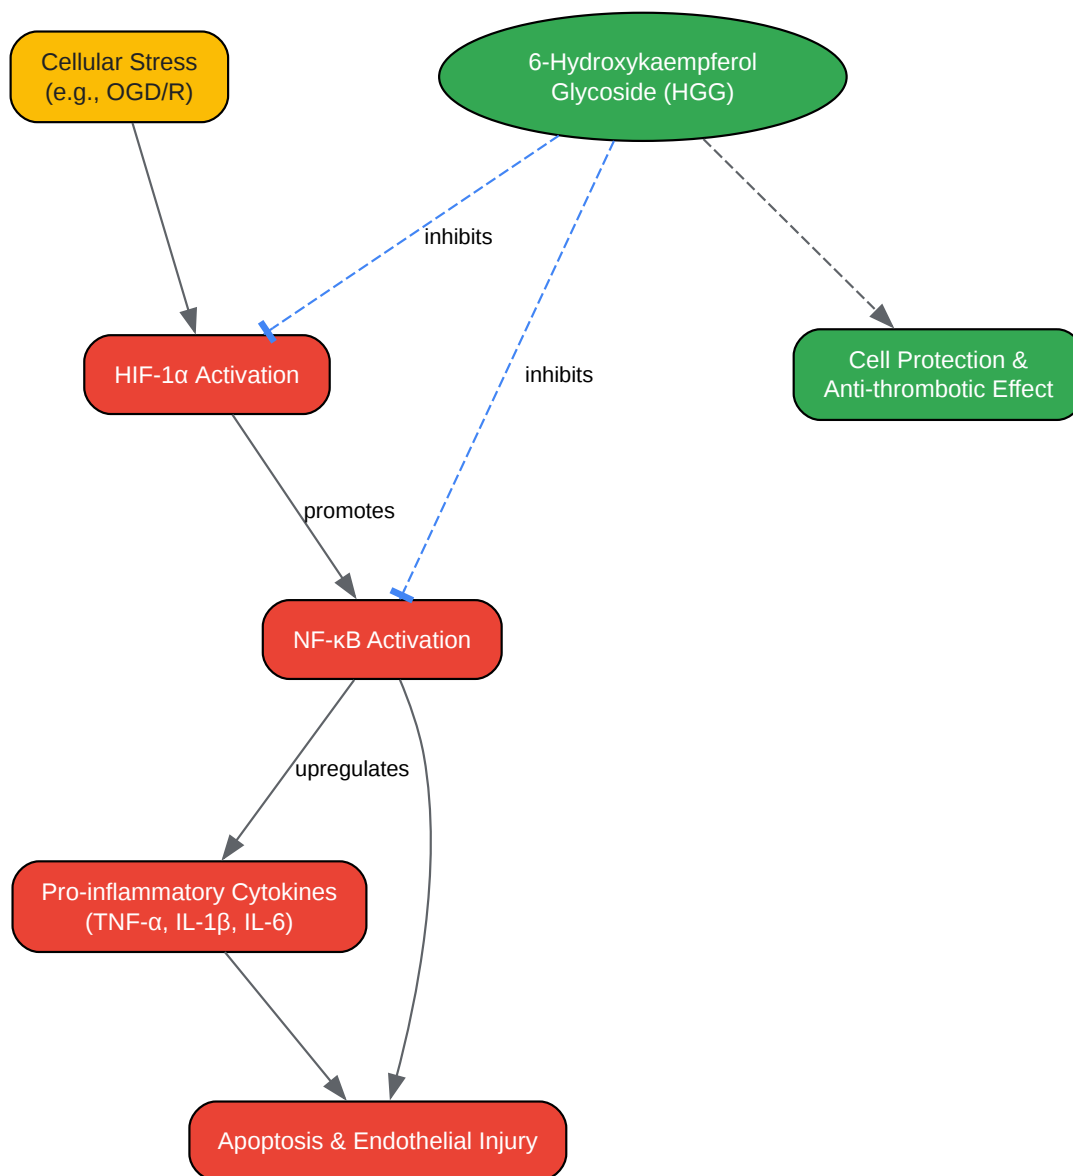 Cellular Stress
(e.g., OGD/R)
6-Hydroxykaempferol
Glycoside (HGG)
inhibits
HIF-1α Activation
inhibits
Cell Protection &
Anti-thrombotic Effect
promotes
NF-κB Activation
upregulates
Pro-inflammatory Cytokines
(TNF-α, IL-1β, IL-6)
Apoptosis & Endothelial Injury